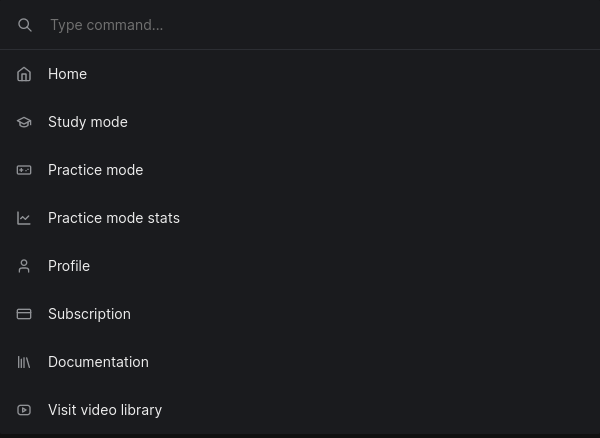 Type command...
Home
Study mode
Practice mode
Practice mode stats
Profile
Subscription
Documentation
Visit video library